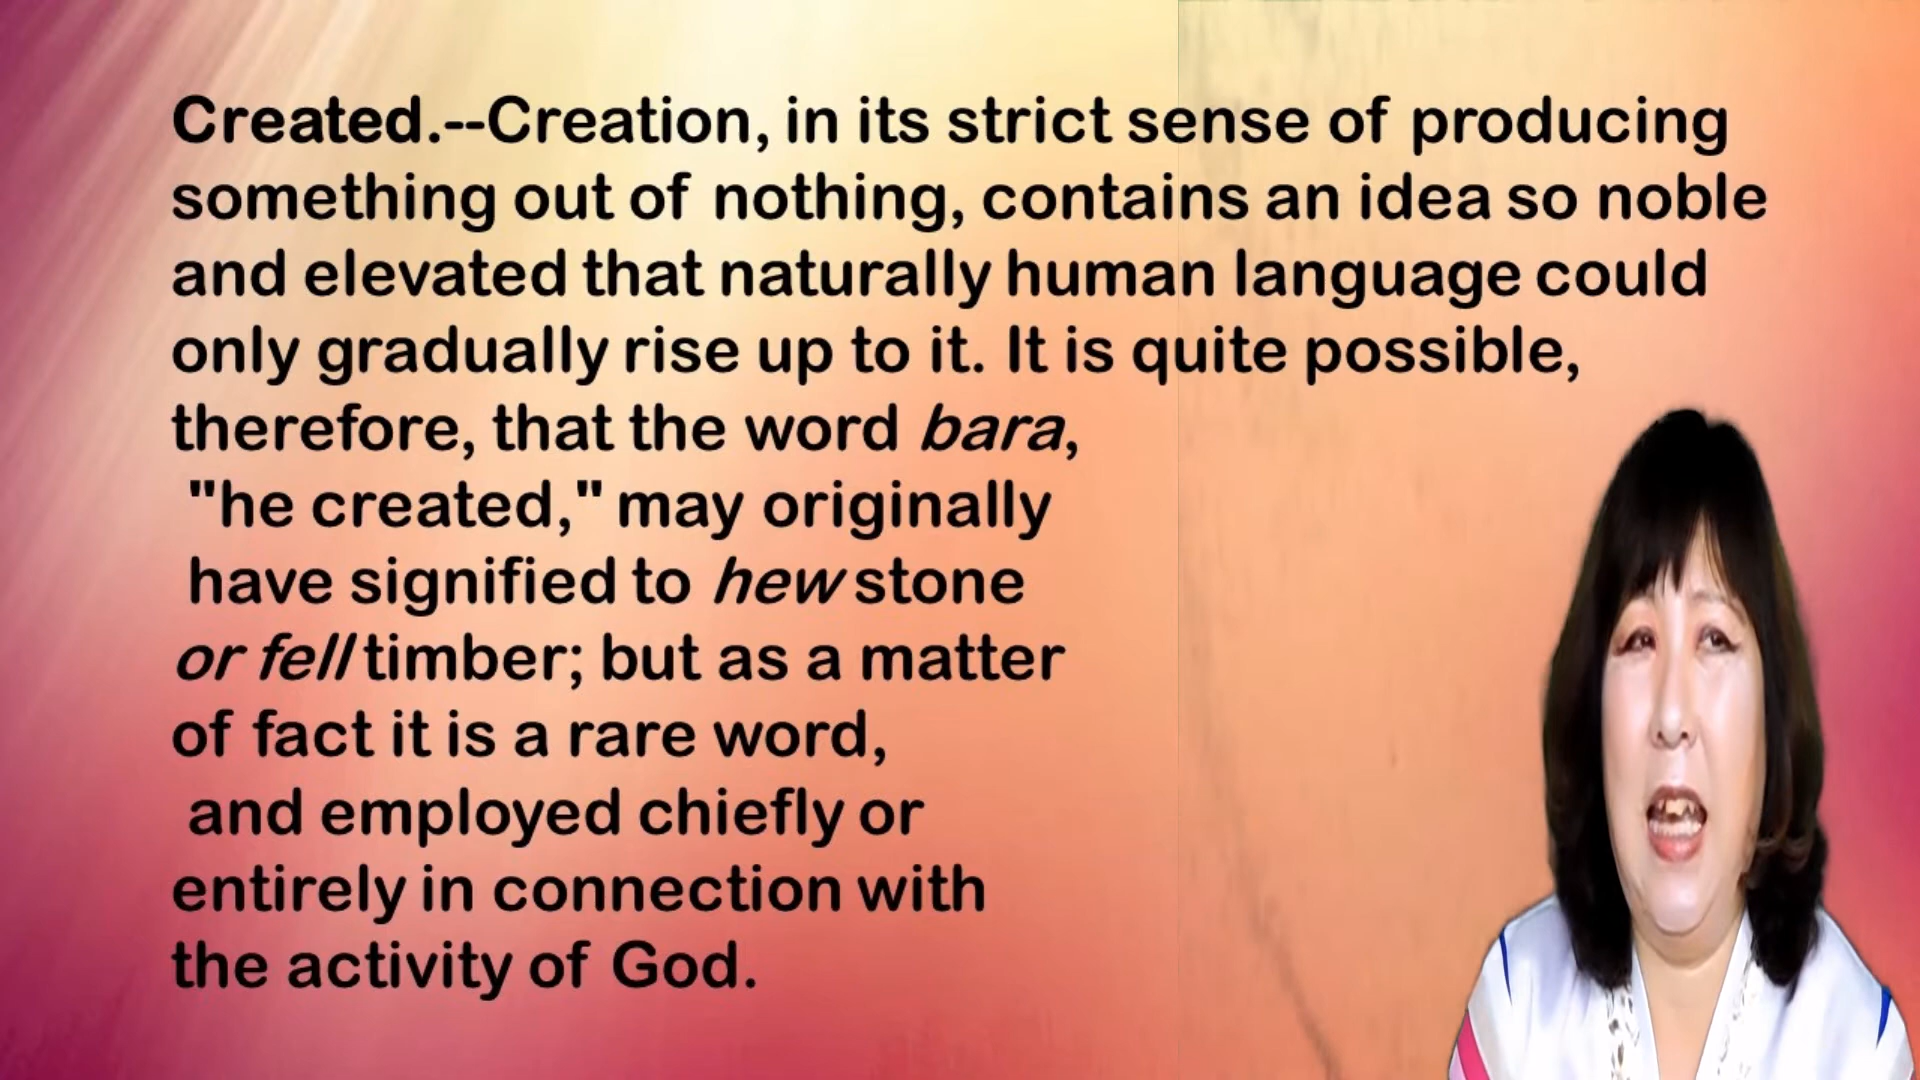 Created.--Creation, in its strict sense of producing
something out of nothing, contains an idea so noble
and elevated that naturally human language could
only gradually rise up to it. It is quite possible,
therefore, that the word bara,
"he created," may originally
have signified to hew stone
or fell timber; but as a matter
of fact it is a rare word,
and employed chiefly or
entirely in connection with
the activity of God.